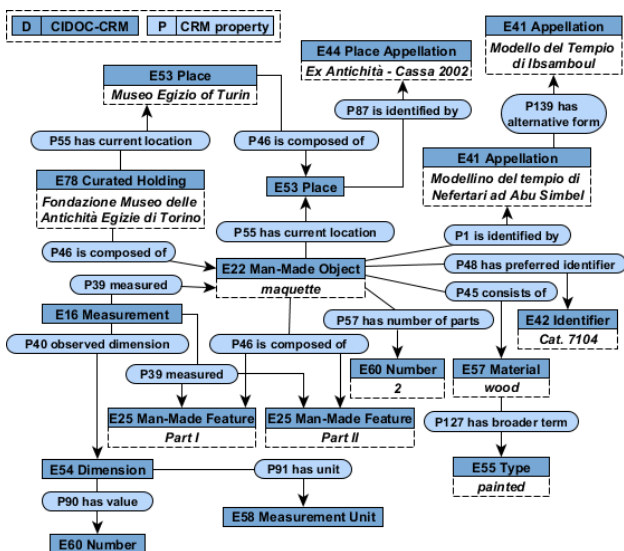 D CIDOC-CRM P CRM property
E44 Place Appellation
Ex Antichità - Cassa 2002
E41 Appellation
Modello del Tempio
di Ibsamboul
E53 Place
Museo Egizio of Turin
P87 is identified by
P139 has
alternative form
P55 has current location
P46 is composed of
E41 Appellation
Modellino del tempio di
Nefertari ad Abu Simbel
E78 Curated Holding
Fondazione Museo delle
Antichità Egizie di Torino
E53 Place
P55 has current location
P1 is identified by
P46 is composed of
E22 Man-Made Object
maquette
P48 has preferred identifier
P39 measured
P45 consists of
E16 Measurement
P57 has number of parts
E42 Identifier
Cat. 7104
P40 observed dimension
P46 is composed of
E60 Number
2
E57 Material
wood
P39 measured
E25 Man-Made Feature
Part I
E25 Man-Made Feature
Part II
P127 has broader term
E54 Dimension
P91 has unit
E55 Type
painted
P90 has value
E58 Measurement Unit
E60 Number